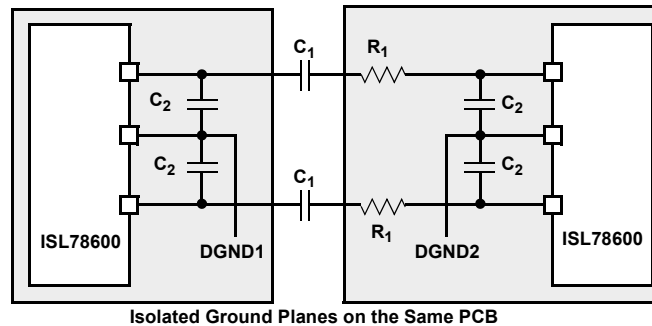 C1
R1
C2
C2
C2
C2
C1
R1
ISL78600
DGND1
DGND2
ISL78600
Isolated Ground Planes on the Same PCB